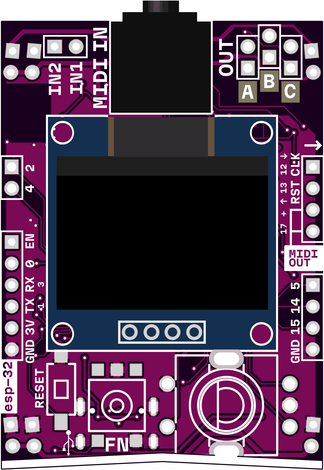 IN2
IN1
MIDI IN
OUT
A
B
C
2
4
17 + ↑ 13 12 ↓
RST CLK
→
EN
0
RX 3
TX 1
3V
GND
MIDI
OUT
5
14
15
GND
esp-32
RESET
FN